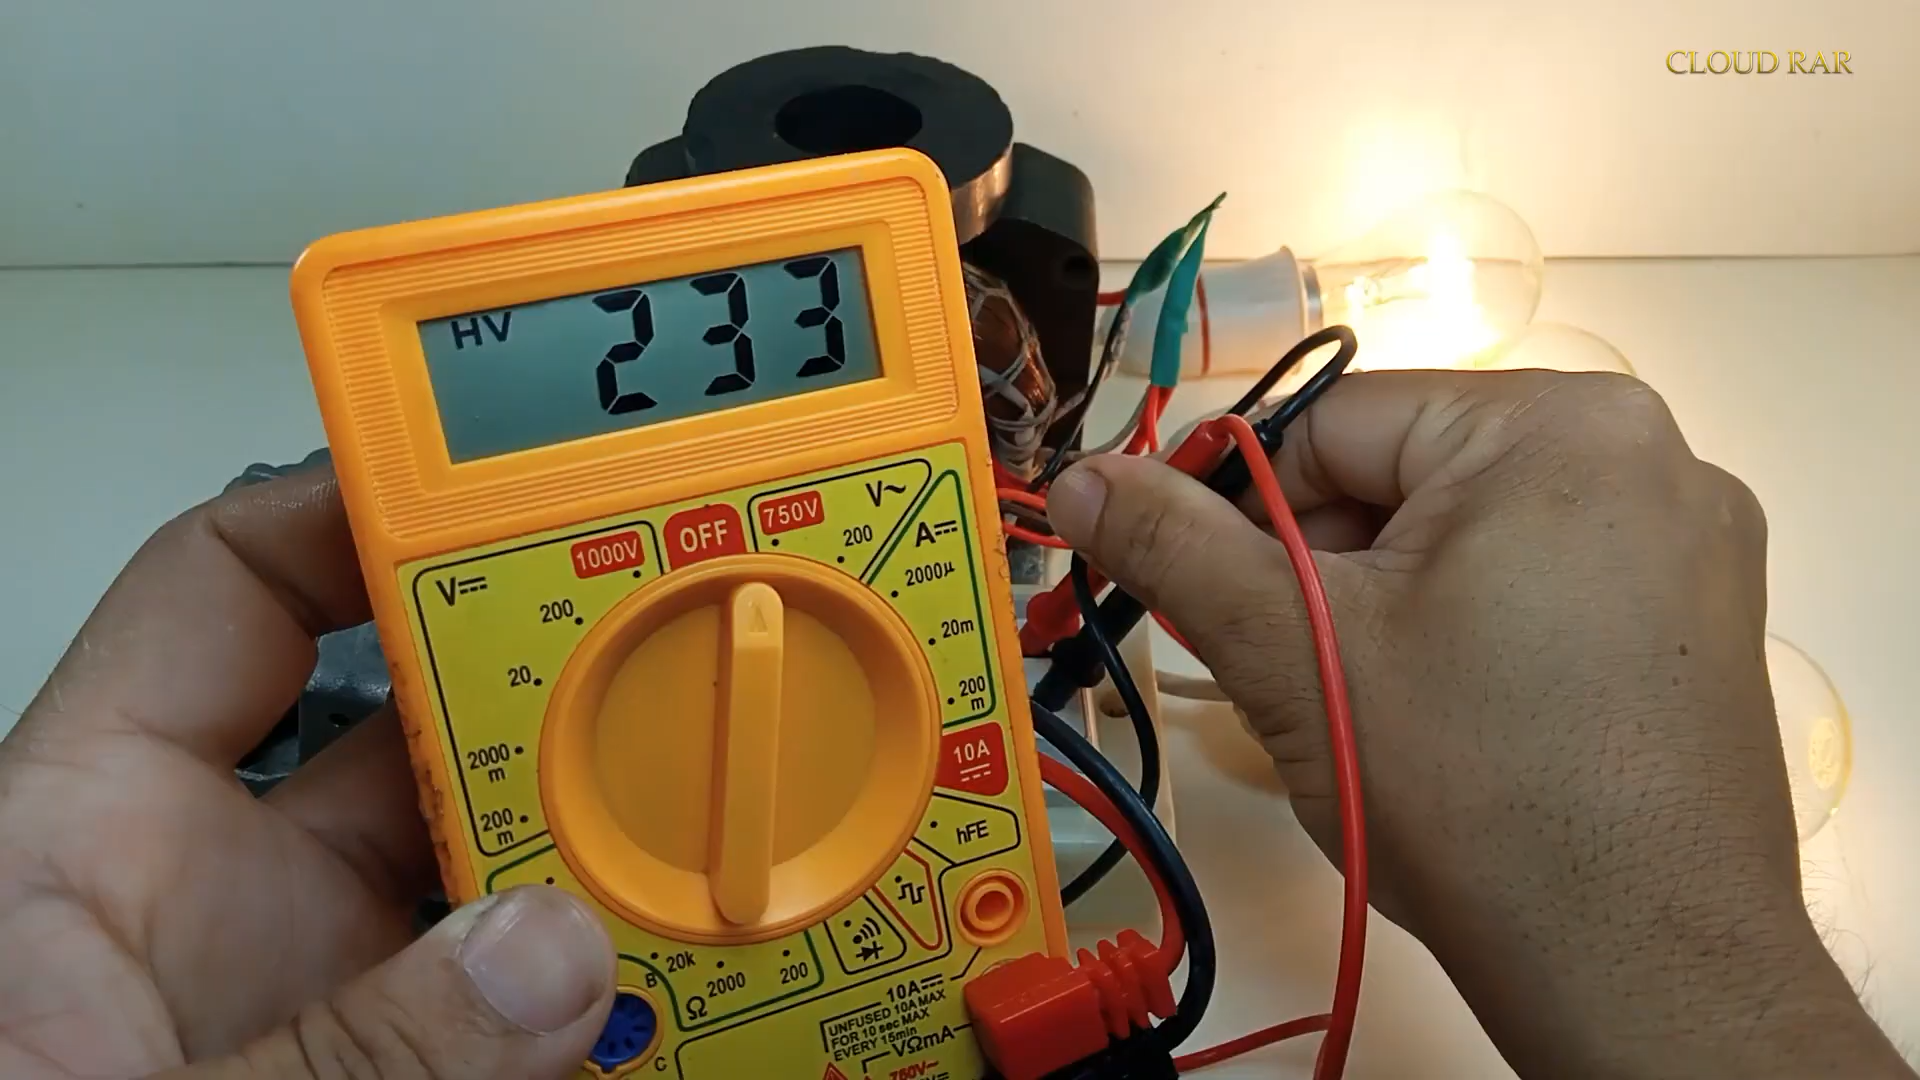 CLOUD RAR
HV 233
OFF
750V
V~
200
1000V
V⎓
200
20
2000
m
200
m
A⎓
2000µ
20m
200
m
10A
⎓
hFE
20k
2000
200
Ω
B
C
10A⎓
UNFUSED 10A MAX
FOR 10 sec MAX
EVERY 15min
VΩmA
750V~